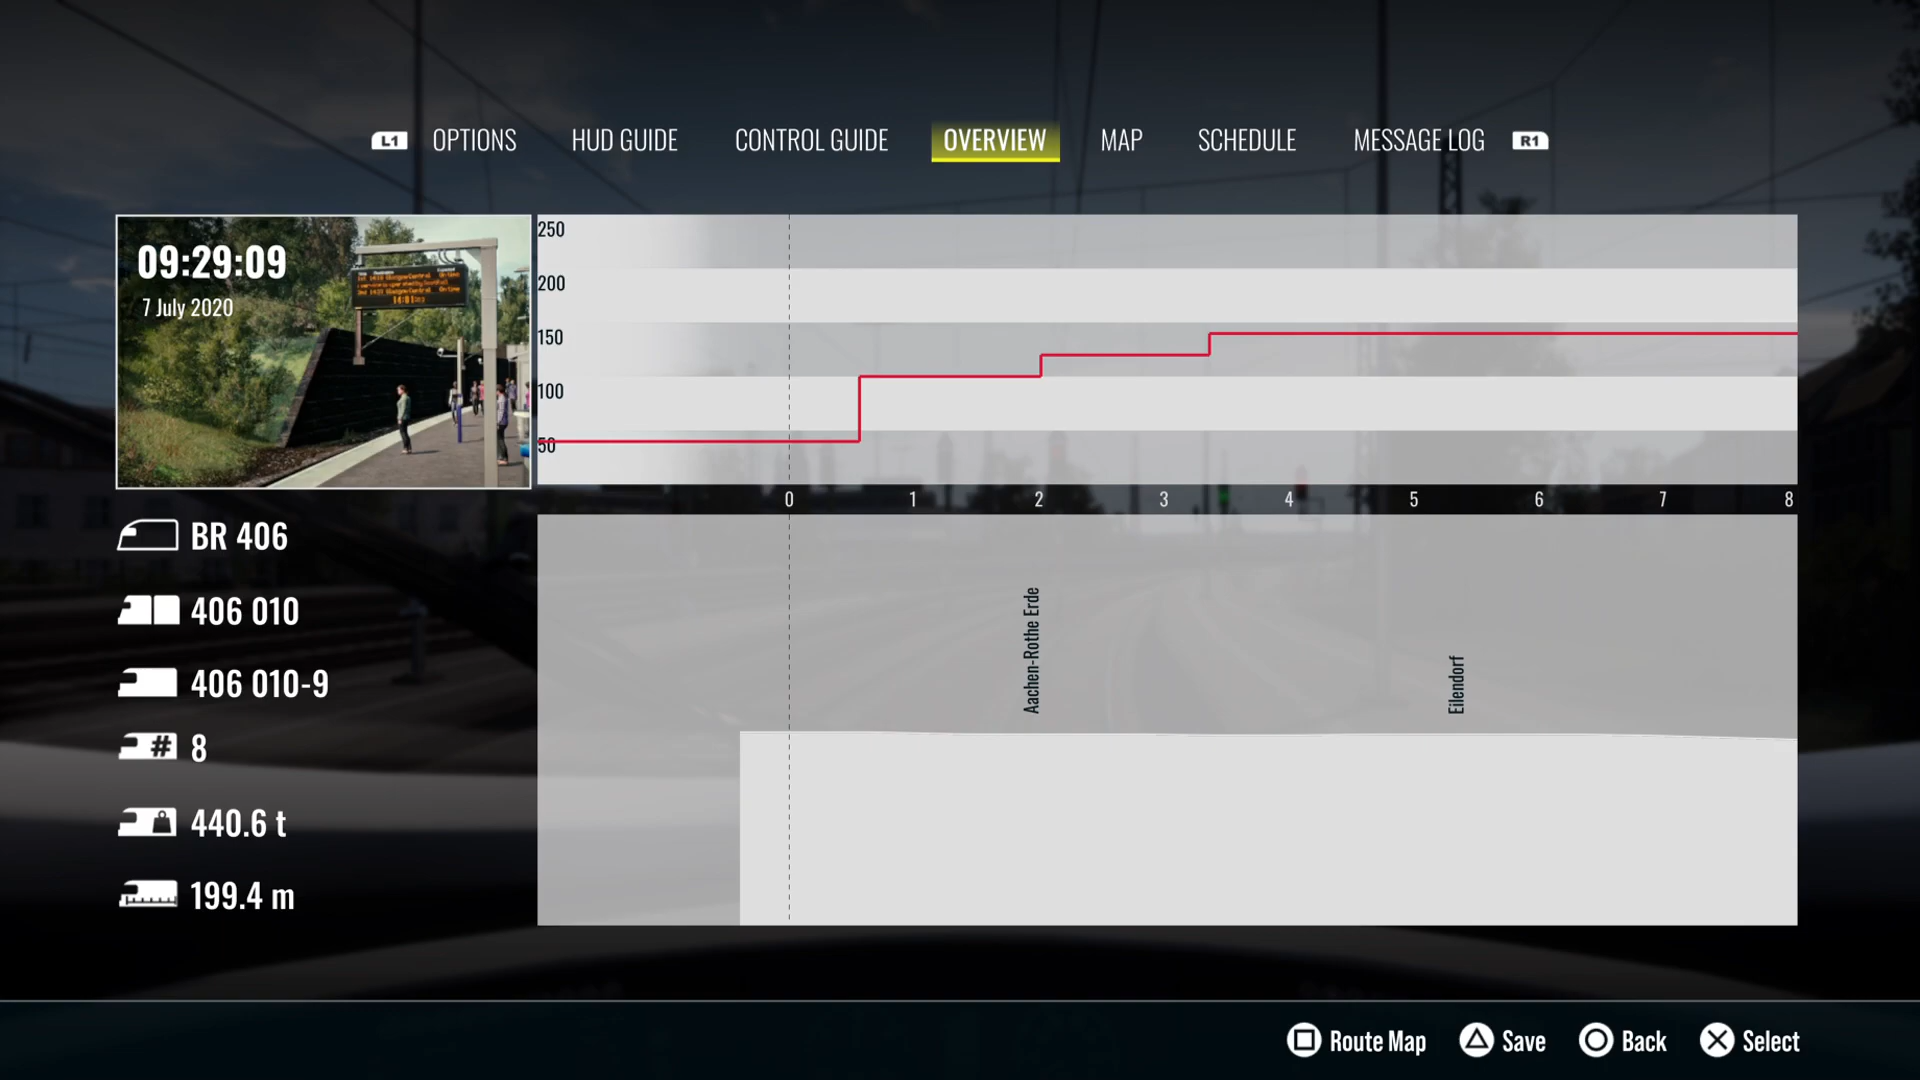 L1 OPTIONS HUD GUIDE CONTROL GUIDE OVERVIEW MAP SCHEDULE MESSAGE LOG R1
09:29:09
7 July 2020
250
200
150
100
50
0 1 2 3 4 5 6 7 8
BR 406
406 010
406 010-9
# 8
440.6 t
199.4 m
Aachen-Rothe Erde
Eilendorf
Route Map Save Back Select